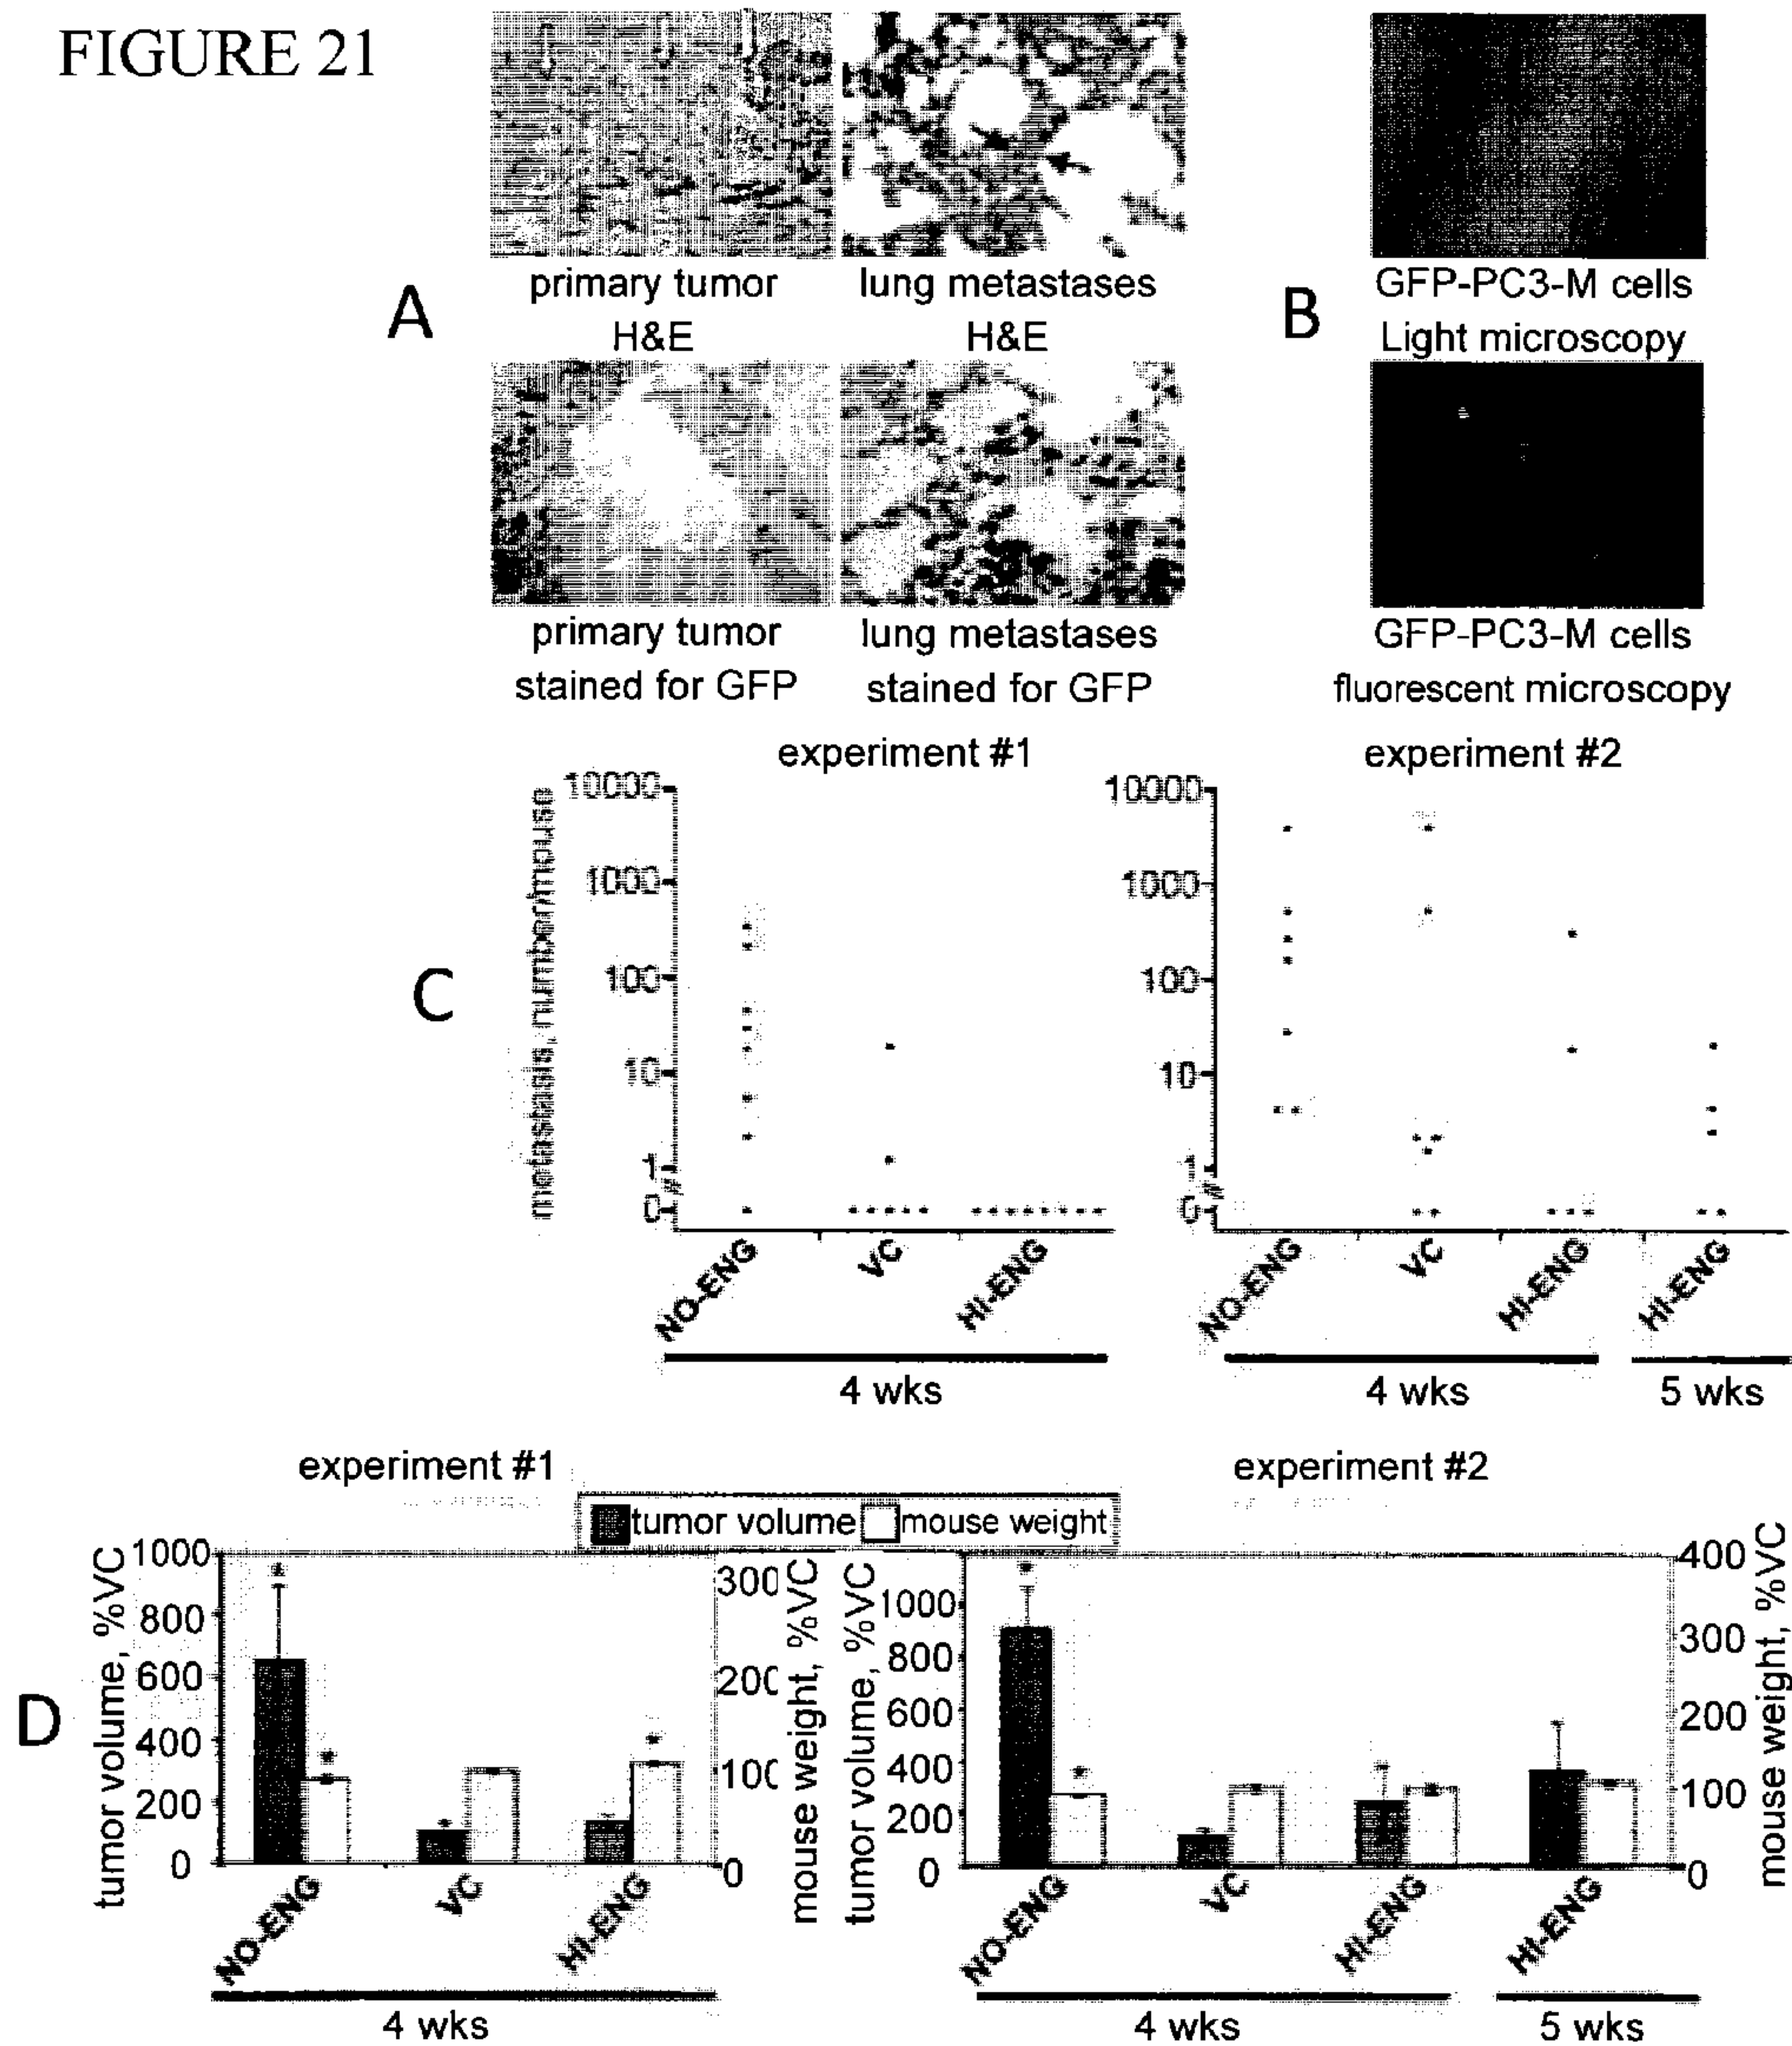 FIGURE 21
A
primary tumor
H&E
lung metastases
H&E
primary tumor
stained for GFP
lung metastases
stained for GFP
B
GFP-PC3-M cells
Light microscopy
GFP-PC3-M cells
fluorescent microscopy
C
experiment #1
metastasis, number/morse
10000
1000
100
10
1
0
NO-ENG
VC
HI-ENG
4 wks
experiment #2
10000
1000
100
10
1
0
NO-ENG
VC
HI-ENG
HI-ENG
4 wks
5 wks
D
experiment #1
experiment #2
tumor volume
mouse weight
tumor volume, %VC
1000
800
600
400
200
0
300
200
100
0
mouse weight, %VC
NO-ENG
VC
HI-ENG
4 wks
tumor volume, %VC
1000
800
600
400
200
0
400
300
200
100
0
mouse weight, %VC
NO-ENG
VC
HI-ENG
HI-ENG
4 wks
5 wks